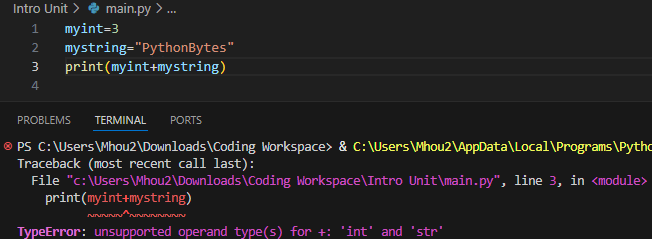 Intro Unit > main.py > ...
1 myint=3
2 mystring="PythonBytes"
3 print(myint+mystring)
4
PROBLEMS TERMINAL PORTS
PS C:\Users\Mhou2\Downloads\Coding Workspace> & C:\Users\Mhou2\AppData\Local\Programs\Pytho
Traceback (most recent call last):
  File "c:\Users\Mhou2\Downloads\Coding Workspace\Intro Unit\main.py", line 3, in <module>
    print(myint+mystring)
          ~~~~~^~~~~~~~~
TypeError: unsupported operand type(s) for +: 'int' and 'str'